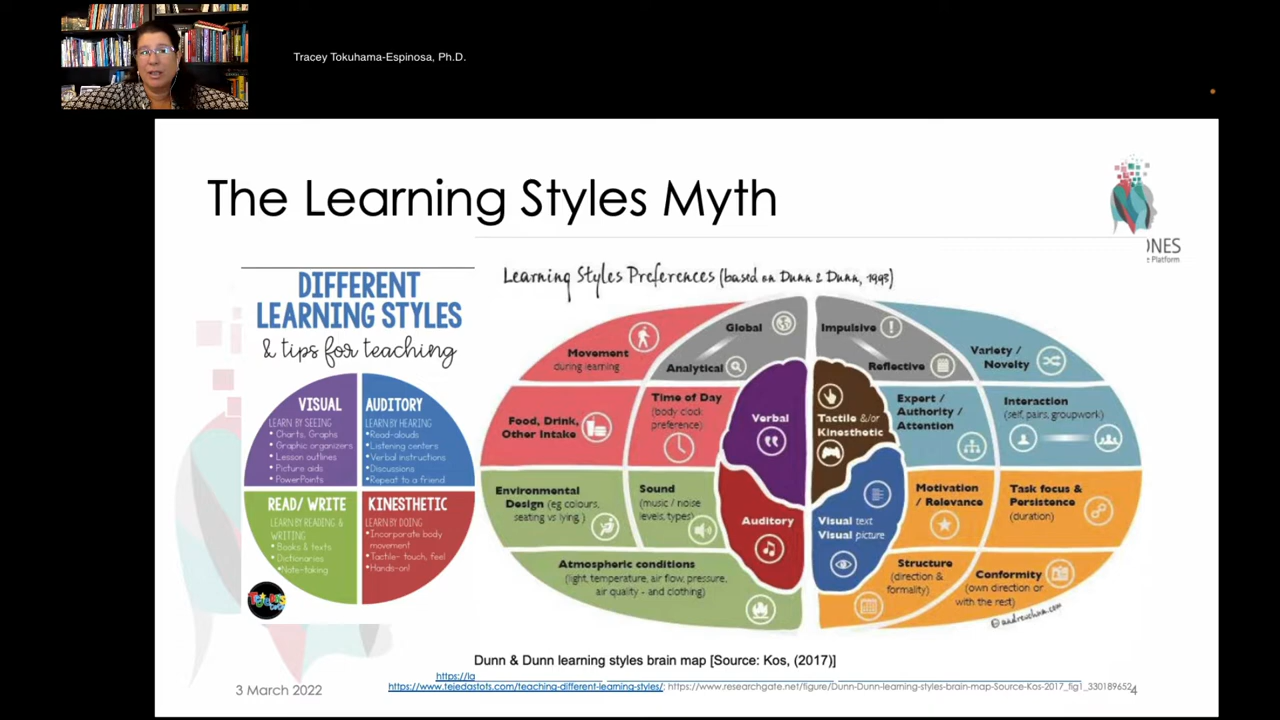 Tracey Tokuhama-Espinosa, Ph.D.
The Learning Styles Myth
ONES
e Platform
DIFFERENT
LEARNING STYLES
& tips for teaching
VISUAL
LEARN BY SEEING
• Charts, Graphs
• Graphic organizers
• Lesson outlines
• Picture aids
• PowerPoints
AUDITORY
LEARN BY HEARING
• Read-alouds
• Listening centers
• Verbal instructions
• Discussions
• Repeat to a friend
READ/ WRITE
LEARN BY READING &
WRITING
• Books & texts
• Dictionaries
• Note-taking
KINESTHETIC
LEARN BY DOING
• Incorporate body
movement
• Tactile- touch, feel
• Hands-on!
Learning Styles Preferences (based on Dunn & Dunn, 1993)
Movement
during learning
Global
Analytical
Impulsive
Reflective
Variety /
Novelty
Food, Drink,
Other Intake
Time of Day
(body clock
preference)
Verbal
Tactile &/or
Kinesthetic
Expert /
Authority /
Attention
Interaction
(self, pairs, groupwork)
Environmental
Design (eg colours,
seating vs lying )
Sound
(music / noise
levels, types)
Auditory
Visual text
Visual picture
Motivation
/ Relevance
Task focus &
Persistence
(duration)
Atmospheric conditions
(light, temperature, air flow, pressure,
air quality - and clothing)
Structure
(direction &
formality)
Conformity
(own direction or
with the rest)
Dunn & Dunn learning styles brain map [Source: Kos, (2017)]
https://la
3 March 2022
https://www.tejedastots.com/teaching-different-learning-styles/; https://www.researchgate.net/figure/Dunn-Dunn-learning-styles-brain-map-Source-Kos-2017_fig1_330189652
4